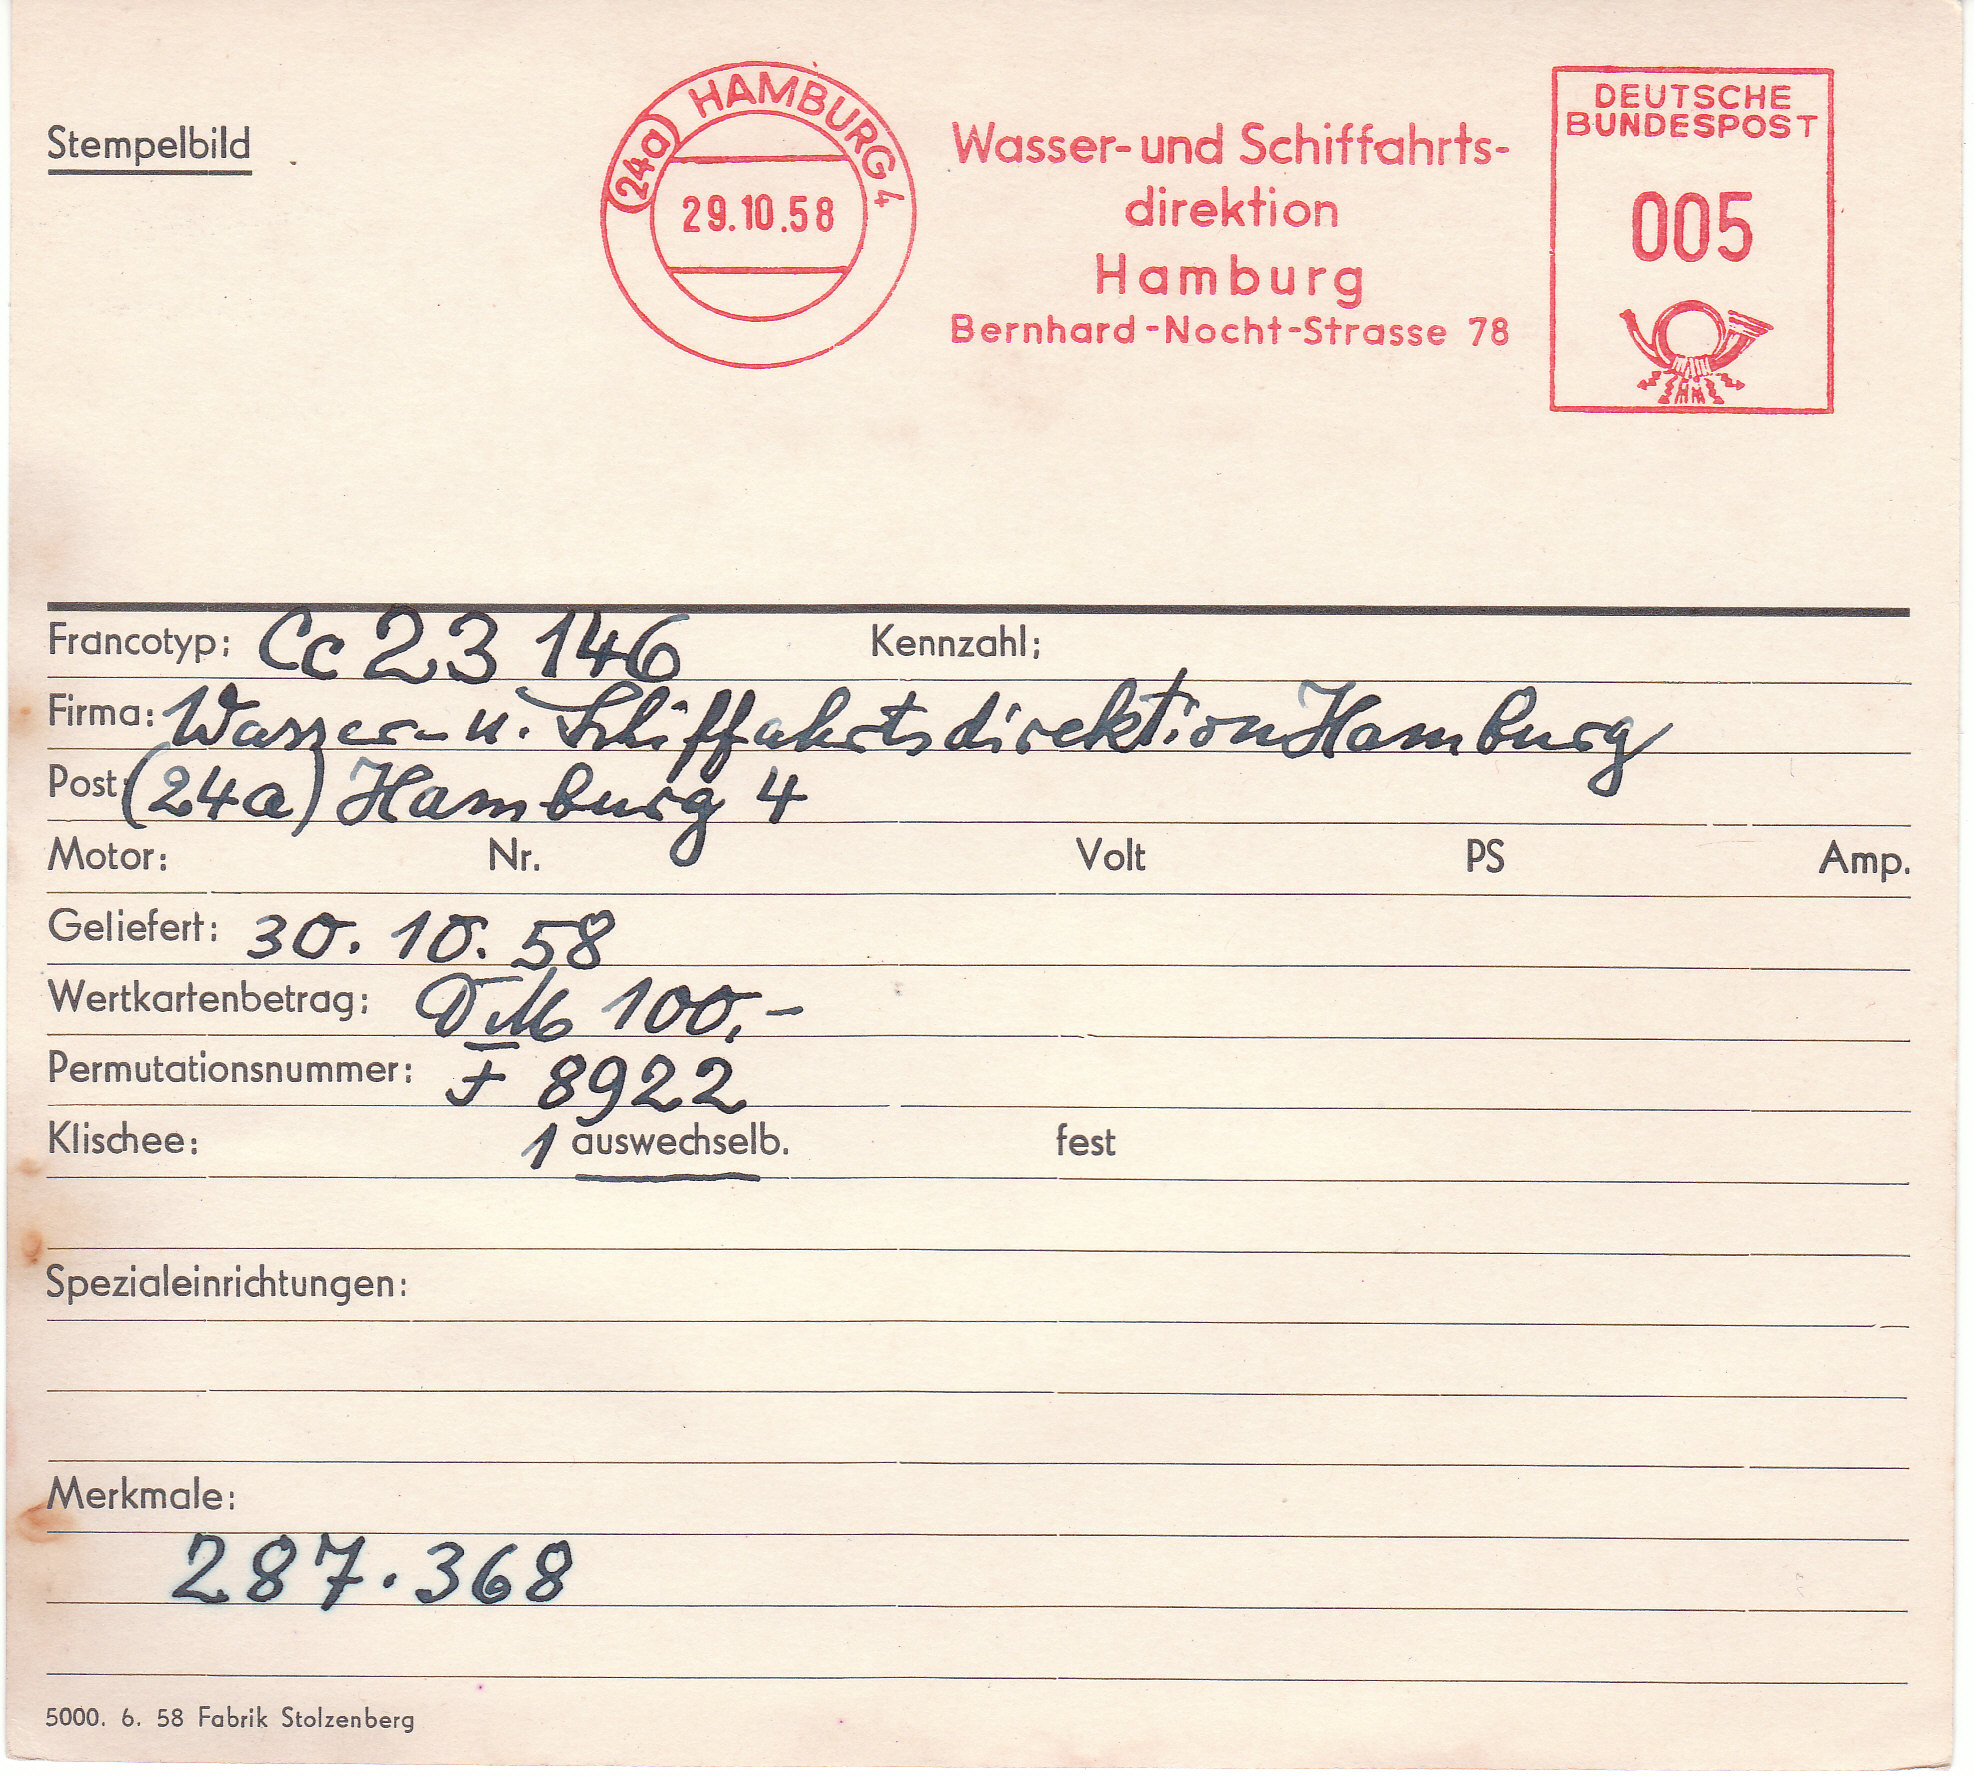 Stempelbild
(24a) HAMBURG 4
29.10.58
Wasser- und Schiffahrts-
direktion
Hamburg
Bernhard-Nocht-Strasse 78
DEUTSCHE
BUNDESPOST
005
Francotyp: Cc 23 146 Kennzahl:
Firma: Wasser- u. Schiffahrtsdirektion Hamburg
Post: (24a) Hamburg 4
Motor: Nr. Volt PS Amp.
Geliefert: 30. 10. 58
Wertkartenbetrag: DM 100,-
Permutationsnummer: F 8922
Klischee: 1 auswechselb. fest
Spezialeinrichtungen:
Merkmale:
287.368
5000. 6. 58 Fabrik Stolzenberg